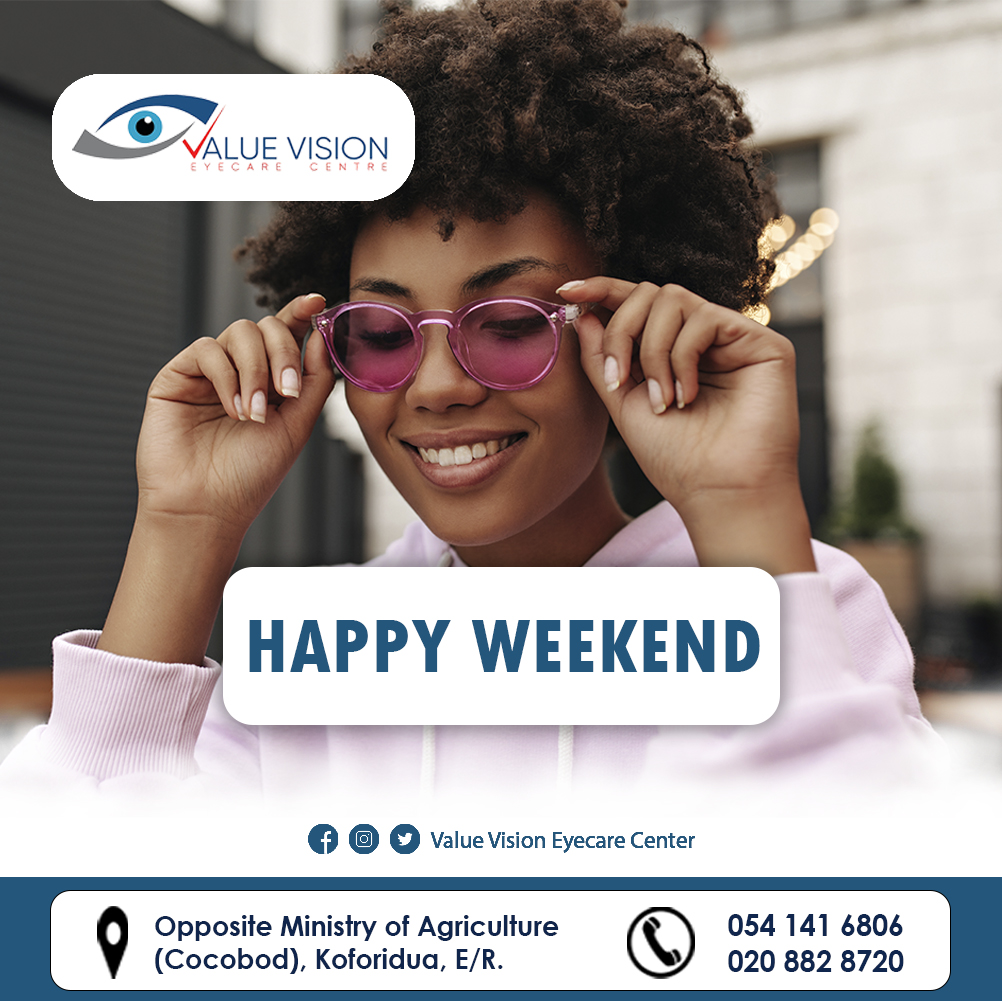 VALUE VISION
EYECARE CENTRE
HAPPY WEEKEND
Value Vision Eyecare Center
Opposite Ministry of Agriculture
(Cocobod), Koforidua, E/R.
054 141 6806
020 882 8720